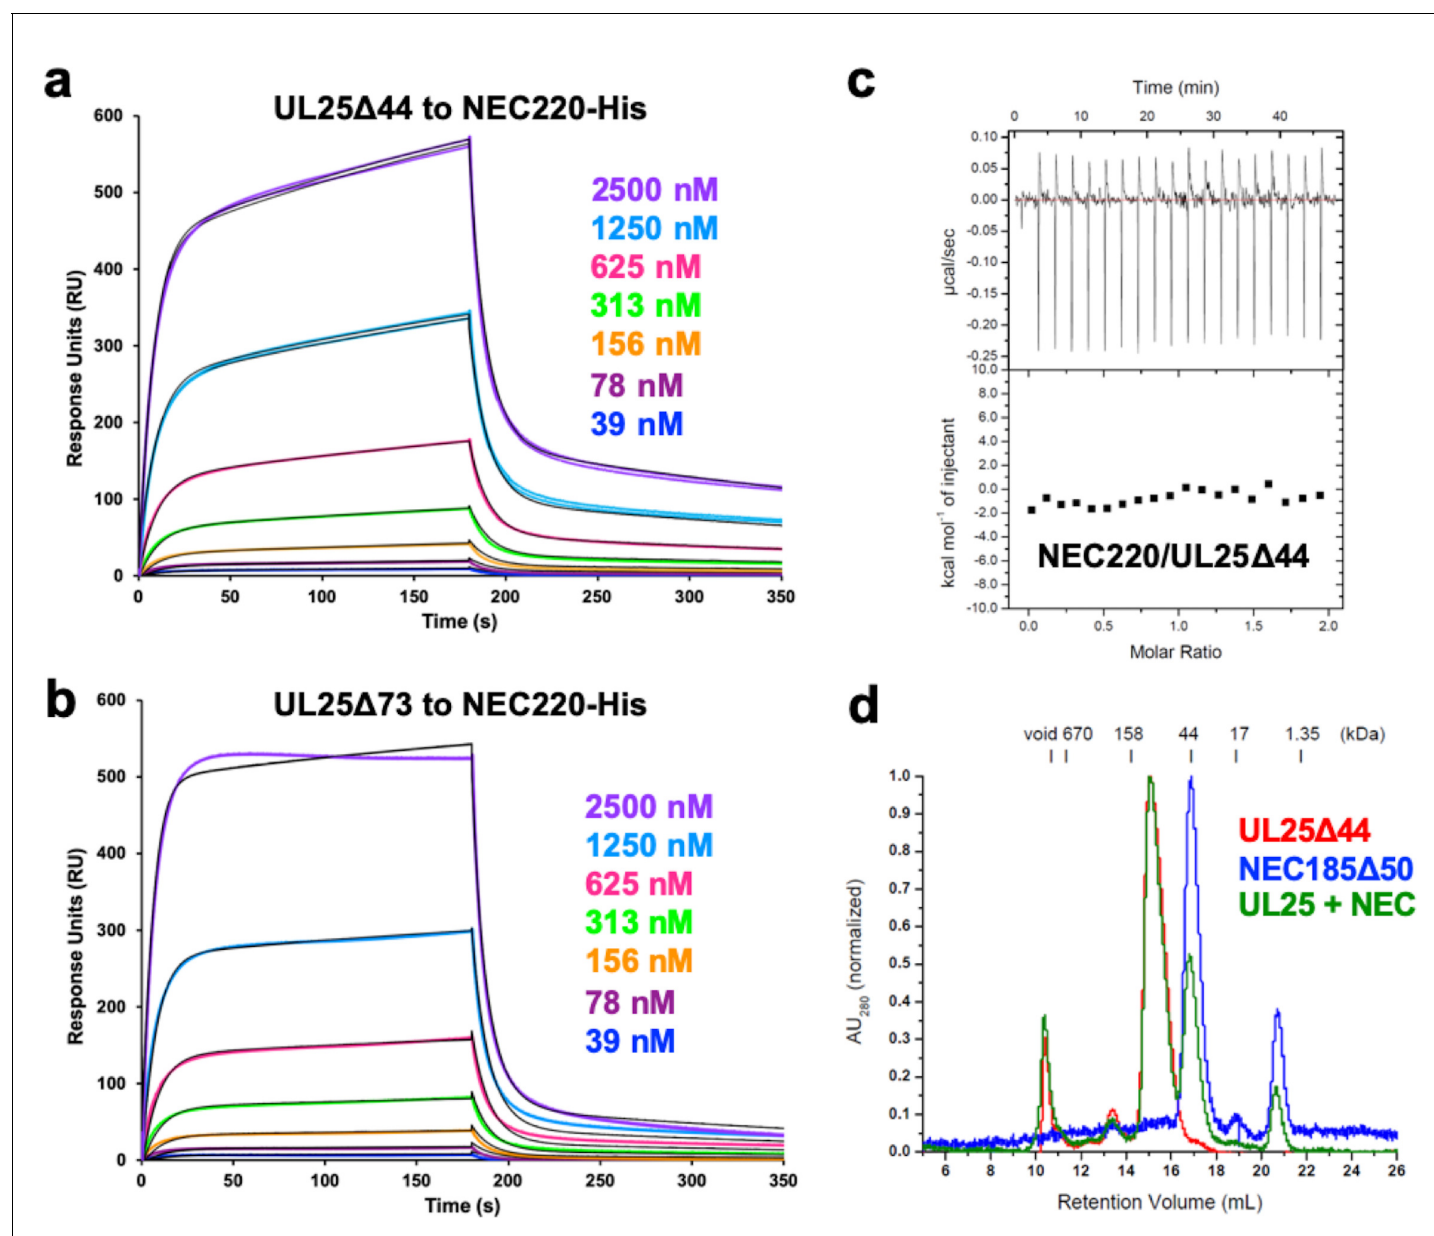 a
UL25Δ44 to NEC220-His
600
500
400
300
200
100
0
Response Units (RU)
0 50 100 150 200 250 300 350
Time (s)
2500 nM
1250 nM
625 nM
313 nM
156 nM
78 nM
39 nM
b
UL25Δ73 to NEC220-His
600
500
400
300
200
100
0
Response Units (RU)
0 50 100 150 200 250 300 350
Time (s)
2500 nM
1250 nM
625 nM
313 nM
156 nM
78 nM
39 nM
c
Time (min)
0 10 20 30 40
0.10
0.05
0.00
-0.05
-0.10
-0.15
-0.20
-0.25
µcal/sec
10.0
8.0
6.0
4.0
2.0
0.0
-2.0
-4.0
-6.0
-8.0
-10.0
kcal mol⁻¹ of injectant
NEC220/UL25Δ44
0.0 0.5 1.0 1.5 2.0
Molar Ratio
d
void 670 158 44 17 1.35 (kDa)
1.0
0.9
0.8
0.7
0.6
0.5
0.4
0.3
0.2
0.1
0.0
AU₂₈₀ (normalized)
UL25Δ44
NEC185Δ50
UL25 + NEC
6 8 10 12 14 16 18 20 22 24 26
Retention Volume (mL)